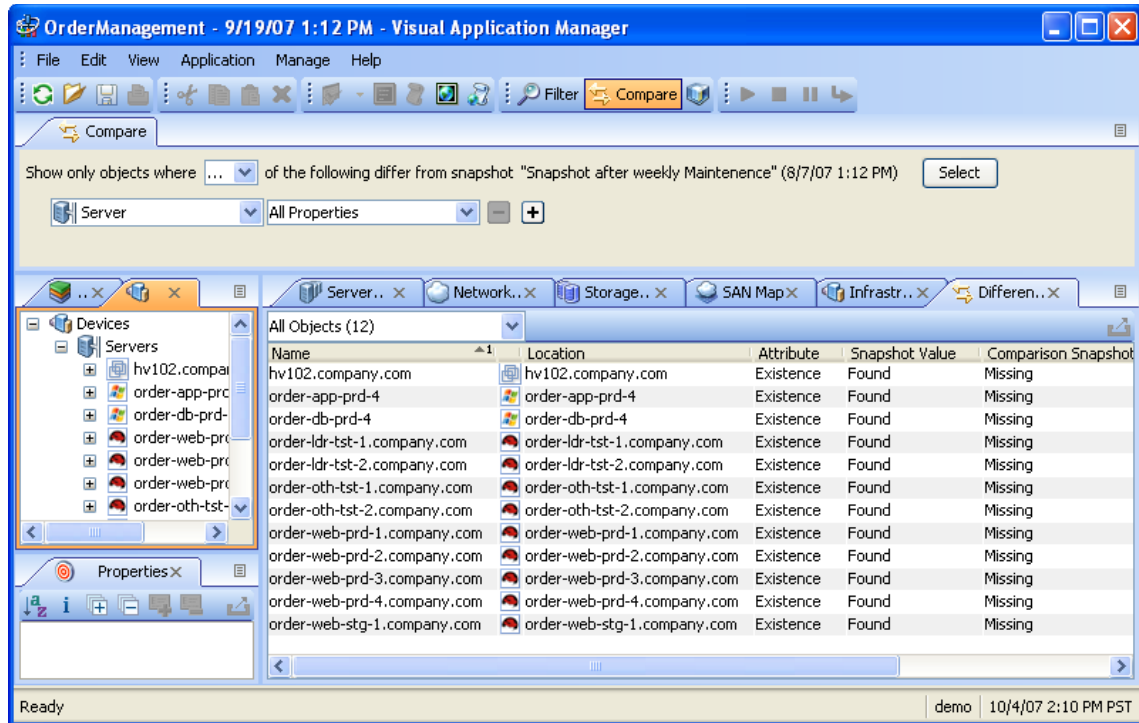 OrderManagement - 9/19/07 1:12 PM - Visual Application Manager
File Edit View Application Manage Help
Filter Compare
Compare
Show only objects where ... of the following differ from snapshot "Snapshot after weekly Maintenence" (8/7/07 1:12 PM) Select
Server All Properties
.. Server.. Network.. Storage.. SAN Map Infrastr.. Differen..
Devices
Servers
hv102.compai
order-app-prc
order-db-prd-
order-web-pro
order-web-pro
order-web-pro
order-oth-tst-
All Objects (12)
Name 1 Location Attribute Snapshot Value Comparison Snapshot
hv102.company.com hv102.company.com Existence Found Missing
order-app-prd-4 order-app-prd-4 Existence Found Missing
order-db-prd-4 order-db-prd-4 Existence Found Missing
order-ldr-tst-1.company.com order-ldr-tst-1.company.com Existence Found Missing
order-ldr-tst-2.company.com order-ldr-tst-2.company.com Existence Found Missing
order-oth-tst-1.company.com order-oth-tst-1.company.com Existence Found Missing
order-oth-tst-2.company.com order-oth-tst-2.company.com Existence Found Missing
order-web-prd-1.company.com order-web-prd-1.company.com Existence Found Missing
order-web-prd-2.company.com order-web-prd-2.company.com Existence Found Missing
order-web-prd-3.company.com order-web-prd-3.company.com Existence Found Missing
order-web-prd-4.company.com order-web-prd-4.company.com Existence Found Missing
order-web-stg-1.company.com order-web-stg-1.company.com Existence Found Missing
Properties
Ready demo 10/4/07 2:10 PM PST